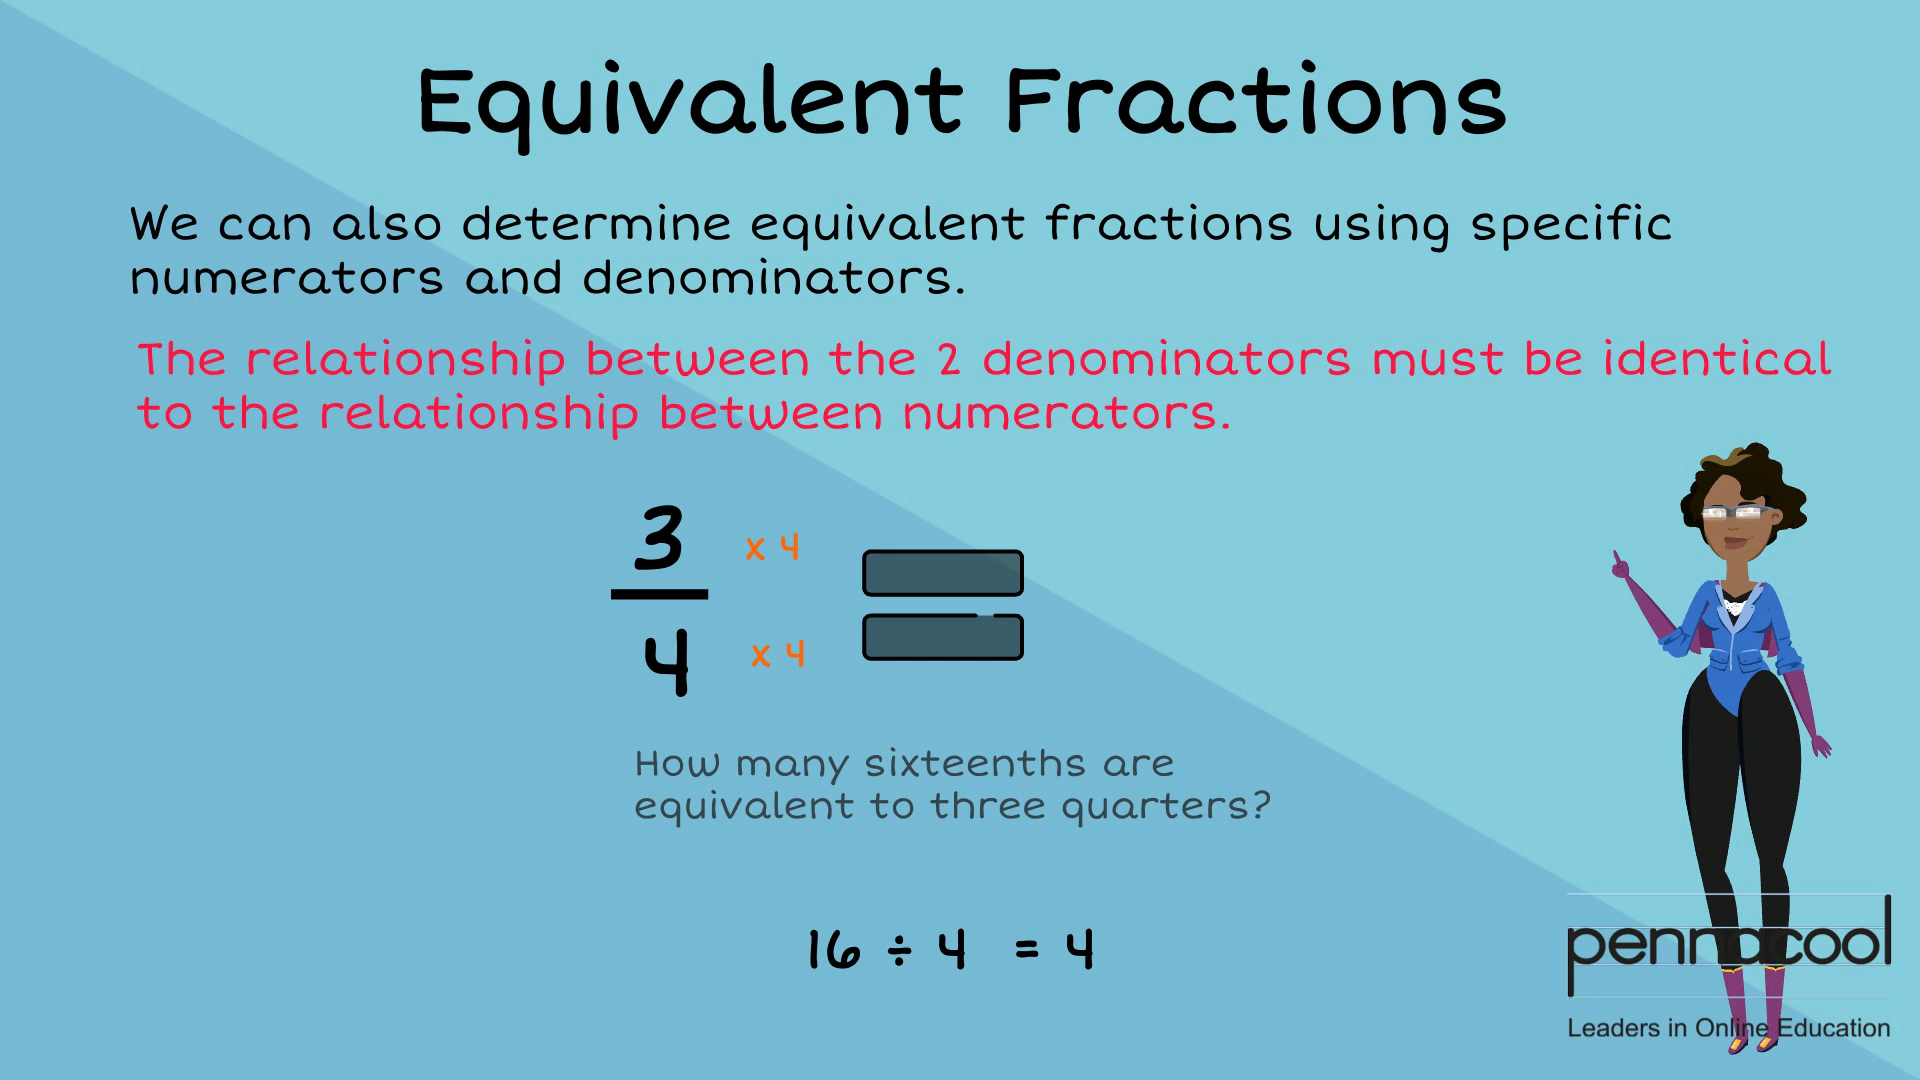 Equivalent Fractions
We can also determine equivalent fractions using specific
numerators and denominators.
The relationship between the 2 denominators must be identical
to the relationship between numerators.
3 x 4
4 x 4
How many sixteenths are
equivalent to three quarters?
16 ÷ 4 = 4
pennacool
Leaders in Online Education